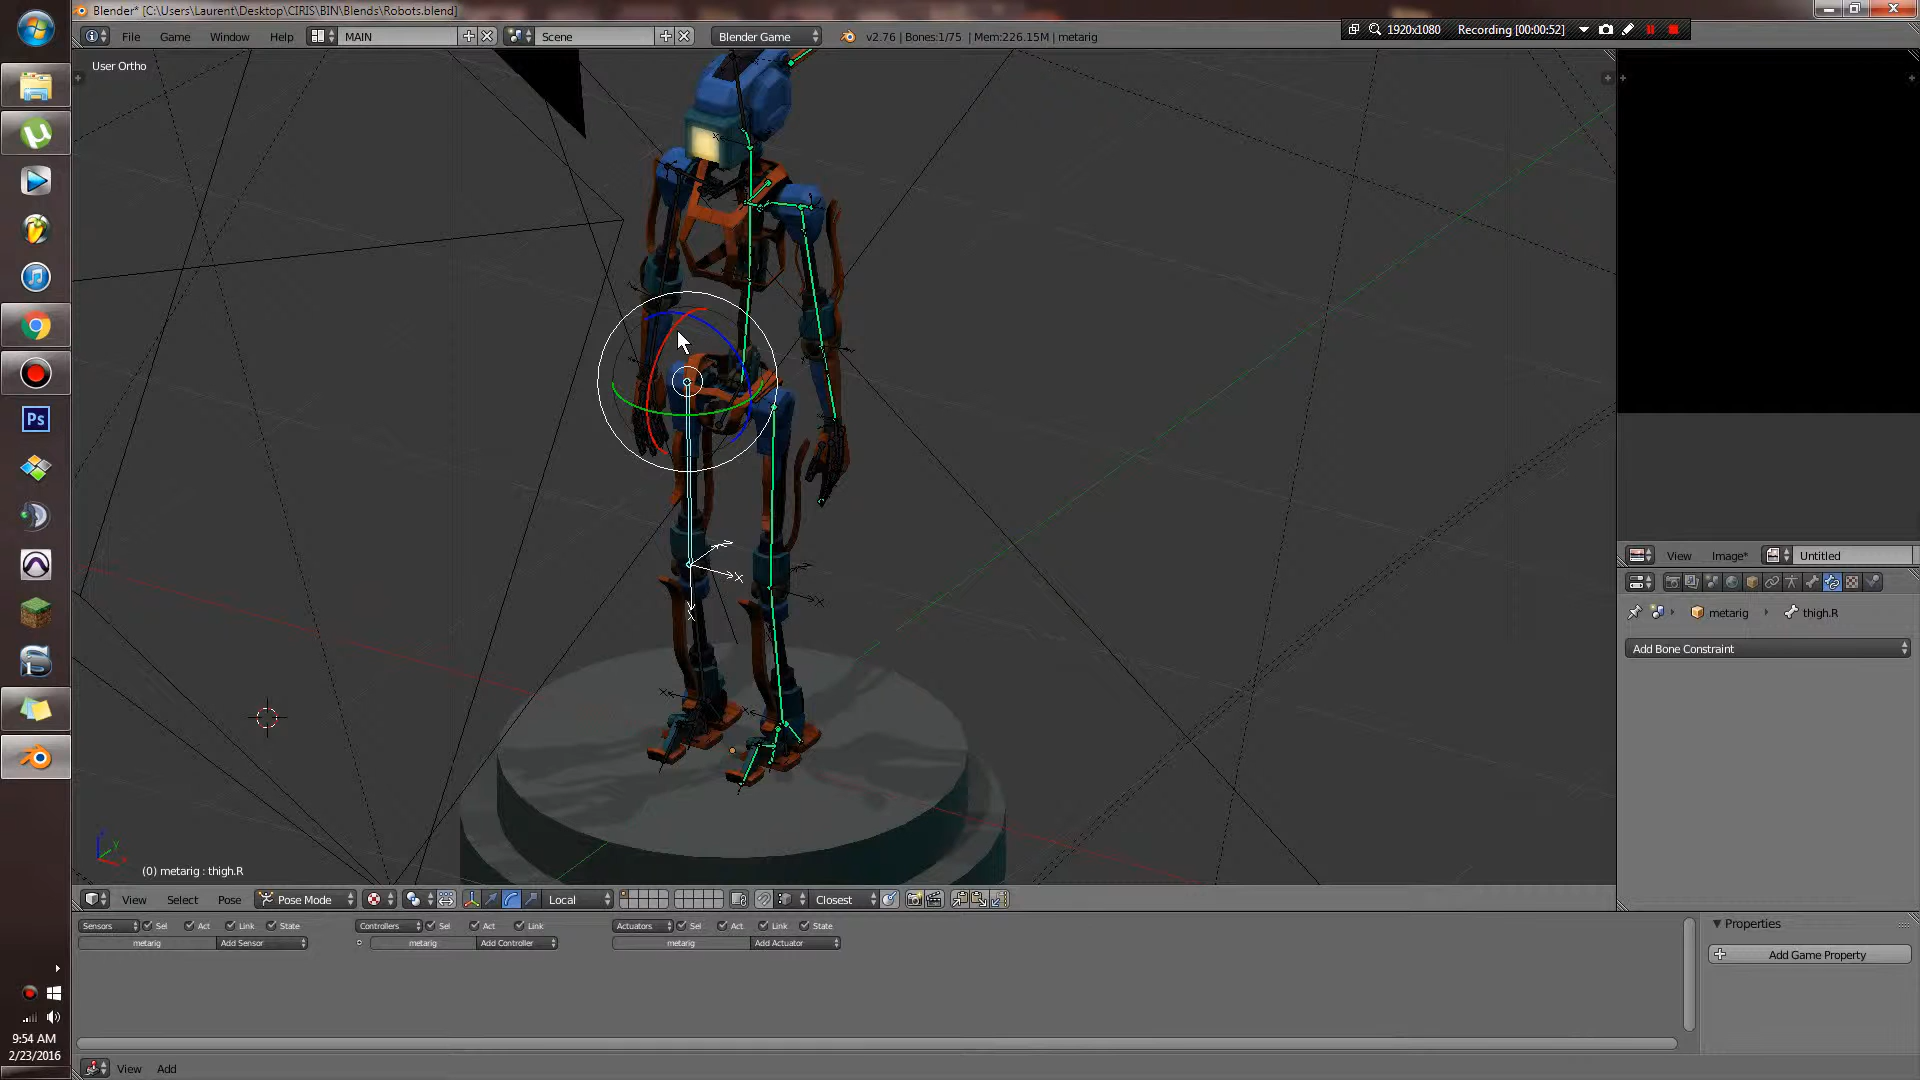 Blender* [C:\Users\Laurent\Desktop\CIRIS\BIN\Blends\Robots.blend]
File Game Window Help MAIN Scene Blender Game v2.76 | Bones:1/75 | Mem:226.15M | metarig
1920x1080 Recording [00:00:52]
User Ortho
Ps
X
X
X
X
X
View Image* Untitled
metarig thigh.R
Add Bone Constraint
(0) metarig : thigh.R
View Select Pose Pose Mode Local Closest
Sensors Sel Act Link State Controllers Sel Act Link Actuators Sel Act Link State
metarig Add Sensor metarig Add Controller metarig Add Actuator
Properties
Add Game Property
9:54 AM
2/23/2016
View Add